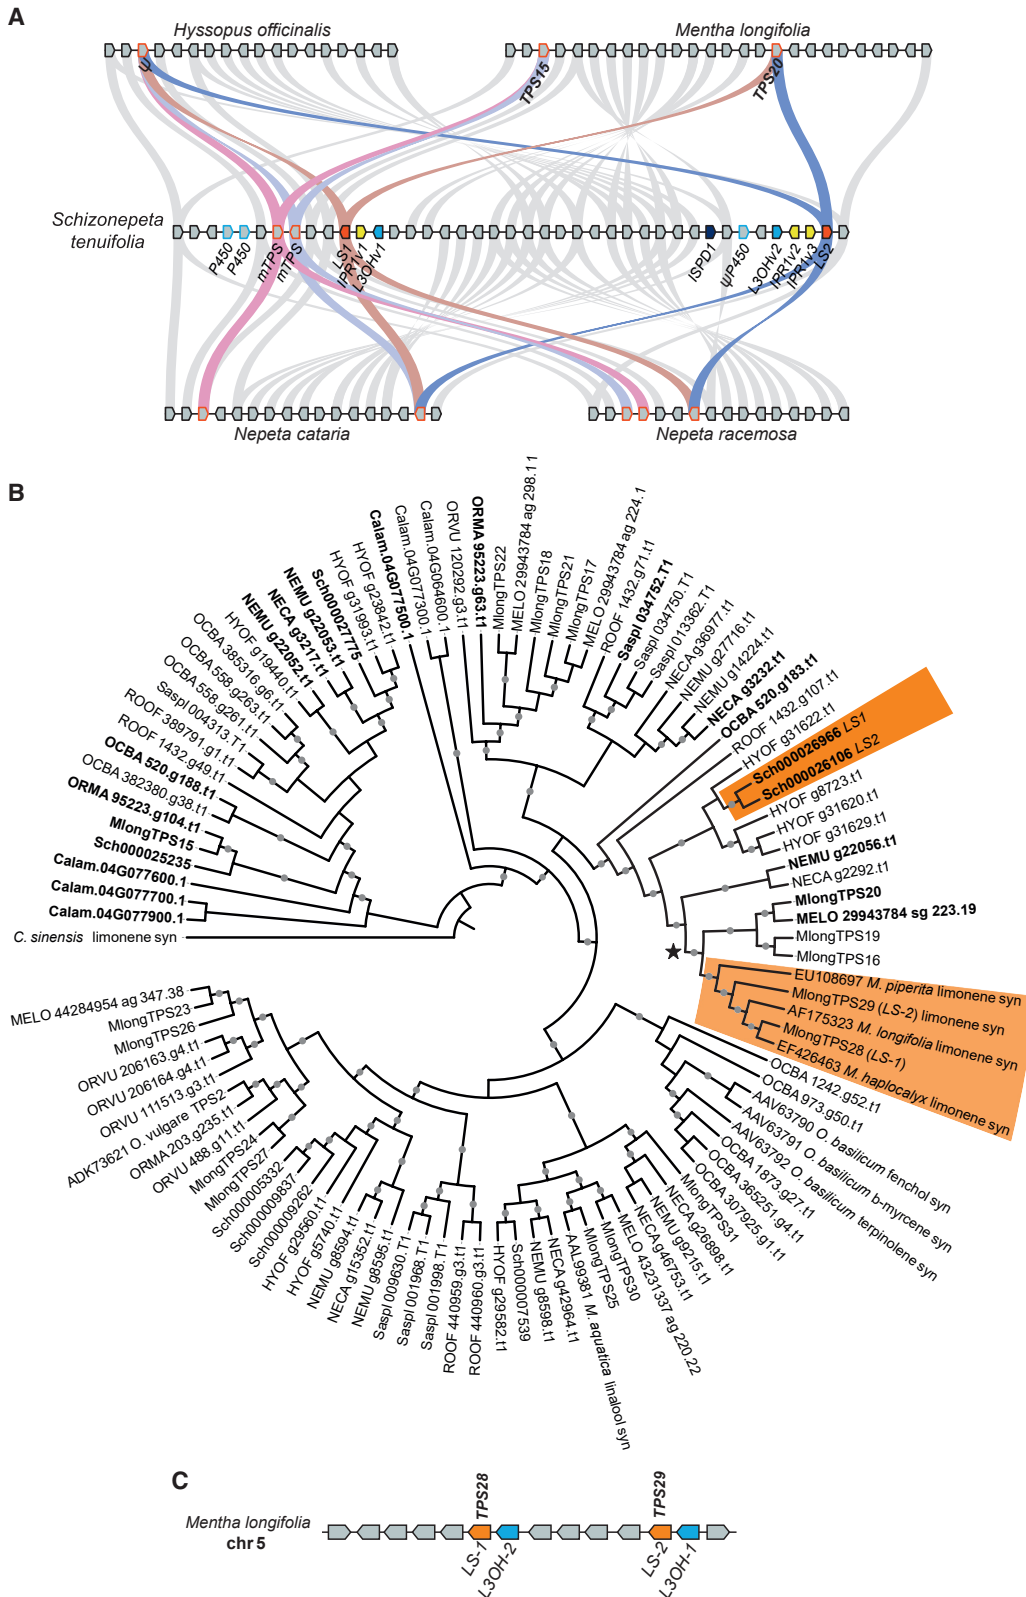 A
Hyssopus officinalis
Mentha longifolia
ψ
TPS15
TPS20
Schizonepeta
tenuifolia
P450
P450
mTPS
mTPS
LS1
IPR1v1
L3OHv1
ISPD1
ψP450
L3OHv2
IPR1v2
IPR1v3
LS2
Nepeta cataria
Nepeta racemosa
B
C. sinensis limonene syn
Calam.04G077900.1
Calam.04G077700.1
Calam.04G077600.1
Sch000025235
MlongTPS15
ORMA 95223.g104.t1
OCBA 382380.g38.t1
OCBA 520.g188.t1
ROOF 1432.g49.t1
ROOF 389791.g1.t1
Saspl 004313.T1
OCBA 558.g261.t1
OCBA 558.g263.t1
OCBA 385316.g6.t1
HYOF g19440.t1
NEMU g22052.t1
NECA g3217.t1
NEMU g22053.t1
Sch000027775
HYOF g31993.t1
HYOF g23842.t1
Calam.04G077500.1
Calam.04G077300.1
Calam.04G064600.1
ORVU 120292.g3.t1
ORMA 95223.g63.t1
MlongTPS22
MELO 29943784 ag 298.11
MlongTPS18
MlongTPS21
MlongTPS17
MELO 29943784 ag 224.1
ROOF 1432.g71.t1
Saspl 034752.T1
Saspl 034750.T1
Saspl 013362.T1
NECA g36977.t1
NEMU g27716.t1
NEMU g14224.t1
NECA g3232.t1
OCBA 520.g183.t1
ROOF 1432.g107.t1
HYOF g31622.t1
Sch000026966 LS1
Sch000026106 LS2
HYOF g8723.t1
HYOF g31620.t1
HYOF g31629.t1
NEMU g22056.t1
NECA g2292.t1
MlongTPS20
MELO 29943784 sg 223.19
MlongTPS19
MlongTPS16
EU108697 M. piperita limonene syn
MlongTPS29 (LS-2) limonene syn
AF175323 M. longifolia limonene syn
MlongTPS28 (LS-1)
EF426463 M. haplocalyx limonene syn
OCBA 1242.g52.t1
OCBA 973.g50.t1
AAV63790 O. basilicum fenchol syn
AAV63791 O. basilicum b-myrcene syn
AAV63792 O. basilicum terpinolene syn
OCBA 1873.g27.t1
OCBA 365251.g4.t1
OCBA 307925.g1.t1
MlongTPS31
NECA g26898.t1
NEMU g9215.t1
NECA g46753.t1
MELO 43231337 ag 220.22
MlongTPS30
MlongTPS25
AAL99381 M. aquatica linalool syn
NECA g42964.t1
NEMU g8598.t1
Sch000007539
HYOF g29582.t1
ROOF 440960.g3.t1
ROOF 440959.g3.t1
Saspl 001998.T1
Saspl 001968.T1
Saspl 009630.T1
NEMU g8595.t1
NECA g15352.t1
NEMU g8594.t1
HYOF g5740.t1
HYOF g29560.t1
Sch000009262
Sch000009837
Sch000005332
MlongTPS27
MlongTPS24
ORVU 488.g11.t1
ORMA 203.g235.t1
ADK73621 O. vulgare TPS2
ORVU 111513.g3.t1
ORVU 206164.g4.t1
ORVU 206163.g4.t1
MlongTPS26
MlongTPS23
MELO 44284954 ag 347.38
C
Mentha longifolia
chr 5
TPS28
TPS29
LS-1
L3OH-2
LS-2
L3OH-1